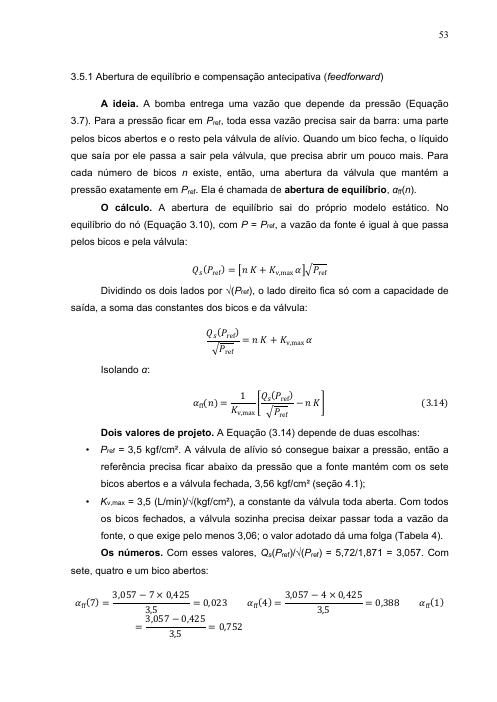 53
3.5.1 Abertura de equilíbrio e compensação antecipativa (feedforward)
A ideia. A bomba entrega uma vazão que depende da pressão (Equação
3.7). Para a pressão ficar em Pref, toda essa vazão precisa sair da barra: uma parte
pelos bicos abertos e o resto pela válvula de alívio. Quando um bico fecha, o líquido
que saía por ele passa a sair pela válvula, que precisa abrir um pouco mais. Para
cada número de bicos n existe, então, uma abertura da válvula que mantém a
pressão exatamente em Pref. Ela é chamada de abertura de equilíbrio, αff(n).
O cálculo. A abertura de equilíbrio sai do próprio modelo estático. No
equilíbrio do nó (Equação 3.10), com P = Pref, a vazão da fonte é igual à que passa
pelos bicos e pela válvula:
Qs(Pref) = [n K + Kv,max α]√Pref
Dividindo os dois lados por √(Pref), o lado direito fica só com a capacidade de
saída, a soma das constantes dos bicos e da válvula:
Qs(Pref)/√Pref = n K + Kv,max α
Isolando α:
αff(n) = 1/Kv,max [Qs(Pref)/√Pref − n K] (3.14)
Dois valores de projeto. A Equação (3.14) depende de duas escolhas:
• Pref = 3,5 kgf/cm². A válvula de alívio só consegue baixar a pressão, então a
referência precisa ficar abaixo da pressão que a fonte mantém com os sete
bicos abertos e a válvula fechada, 3,56 kgf/cm² (seção 4.1);
• Kv,max = 3,5 (L/min)/√(kgf/cm²), a constante da válvula toda aberta. Com todos
os bicos fechados, a válvula sozinha precisa deixar passar toda a vazão da
fonte, o que exige pelo menos 3,06; o valor adotado dá uma folga (Tabela 4).
Os números. Com esses valores, Qs(Pref)/√(Pref) = 5,72/1,871 = 3,057. Com
sete, quatro e um bico abertos:
αff(7) = (3,057 − 7 × 0,425)/3,5 = 0,023 αff(4) = (3,057 − 4 × 0,425)/3,5 = 0,388 αff(1)
= (3,057 − 0,425)/3,5 = 0,752